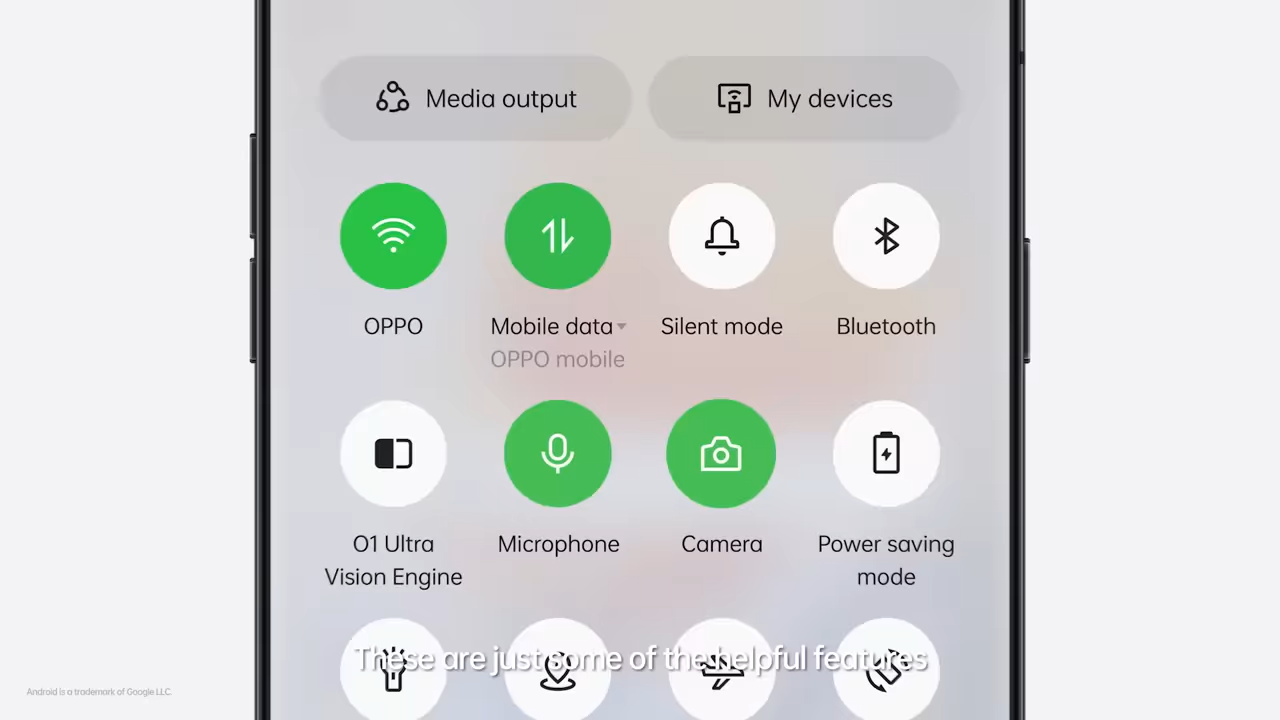 Media output
My devices
OPPO
Mobile data
OPPO mobile
Silent mode
Bluetooth
O1 Ultra
Vision Engine
Microphone
Camera
Power saving
mode
These are just some of the helpful features
Android is a trademark of Google LLC.